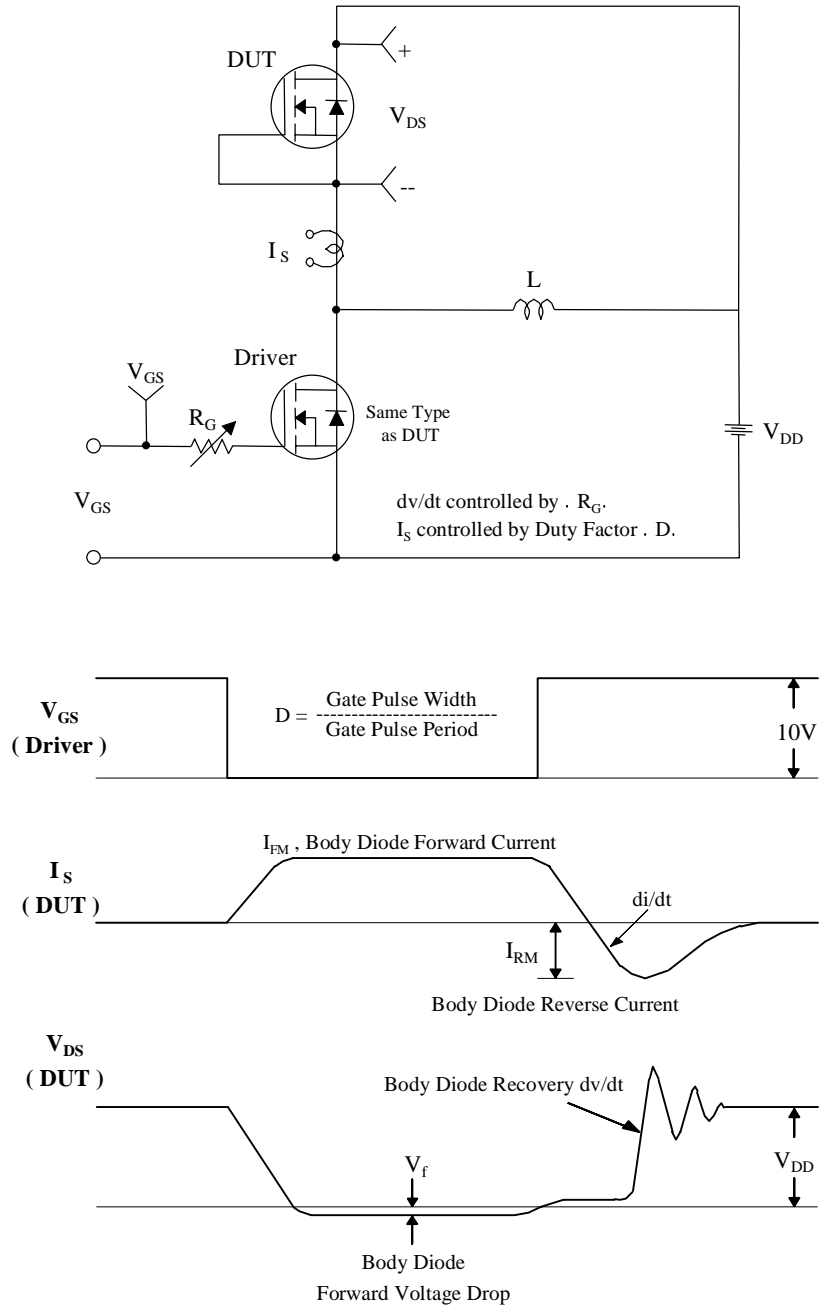 DUT
+
V_DS
--
I_S
L
Driver
V_GS
R_G
Same Type
as DUT
V_DD
V_GS
dv/dt controlled by . R_G.
I_S controlled by Duty Factor . D.
V_GS
( Driver )
D = Gate Pulse Width
--------------------------
Gate Pulse Period
10V
I_FM , Body Diode Forward Current
I_S
( DUT )
di/dt
I_RM
Body Diode Reverse Current
V_DS
( DUT )
Body Diode Recovery dv/dt
V_f
V_DD
Body Diode
Forward Voltage Drop